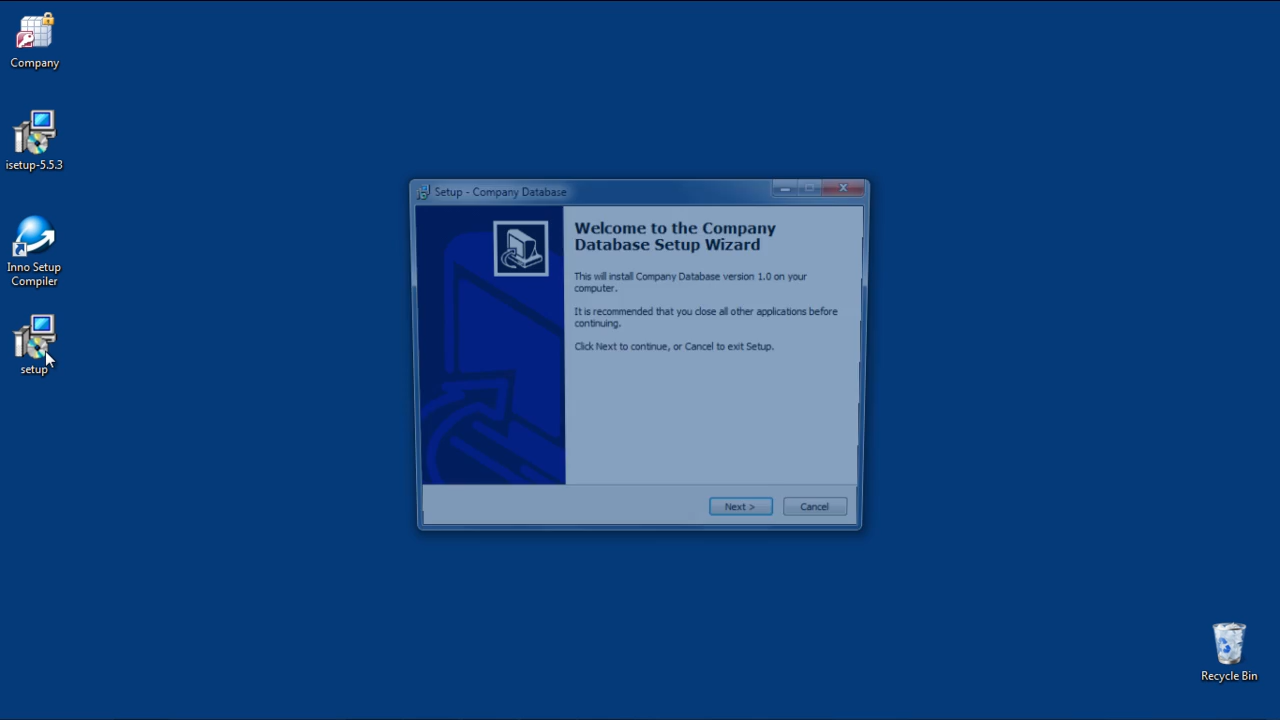 Company
isetup-5.5.3
Inno Setup
Compiler
setup
Setup - Company Database
Welcome to the Company
Database Setup Wizard
This will install Company Database version 1.0 on your
computer.
It is recommended that you close all other applications before
continuing.
Click Next to continue, or Cancel to exit Setup.
Next >
Cancel
Recycle Bin